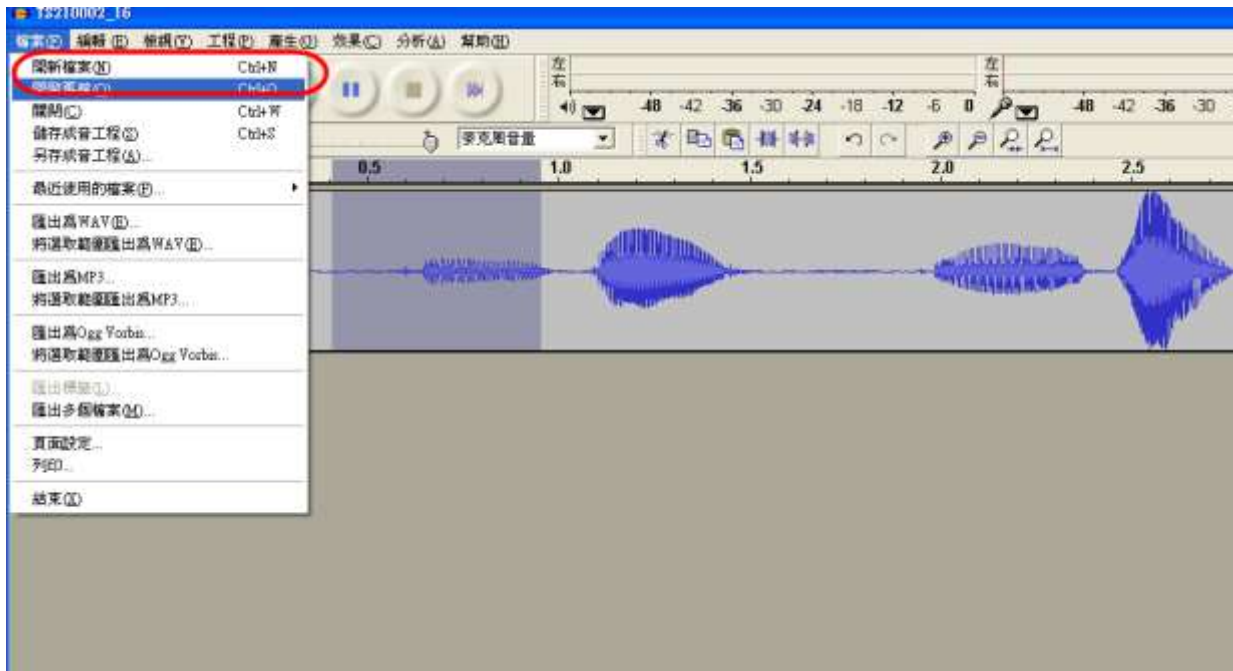 TS210002_16
檔案(F) 編輯(E) 檢視(V) 工程(P) 產生(G) 效果(C) 分析(A) 幫助(H)
開新檔案(N) Ctrl+N
開啟舊檔(O) Ctrl+O
關閉(C) Ctrl+W
儲存成音工程(S) Ctrl+S
另存成音工程(A)...
最近使用的檔案(F)...
匯出為WAV(E)...
將選取範圍匯出為WAV(E)...
匯出為MP3...
將選取範圍匯出為MP3...
匯出為Ogg Vorbis...
將選取範圍匯出為Ogg Vorbis...
匯出標籤(L)...
匯出多個檔案(M)...
頁面設定...
列印...
結束(X)
左
右
-48 -42 -36 -30 -24 -18 -12 -6 0
左
右
-48 -42 -36 -30
麥克風音量
0.5 1.0 1.5 2.0 2.5